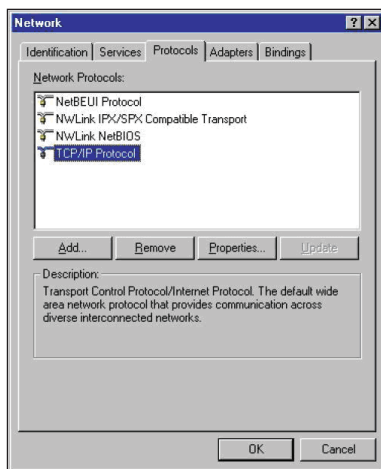 Network
Identification Services Protocols Adapters Bindings
Network Protocols:
NetBEUI Protocol
NWLink IPX/SPX Compatible Transport
NWLink NetBIOS
TCP/IP Protocol
Add... Remove Properties... Update
Description:
Transport Control Protocol/Internet Protocol. The default wide
area network protocol that provides communication across
diverse interconnected networks.
OK Cancel